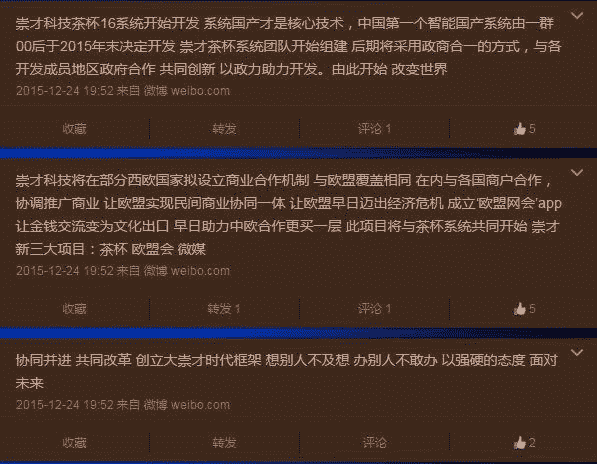 崇才科技茶杯16系统开始开发 系统国产才是核心技术，中国第一个智能国产系统由一群
00后于2015年末决定开发 崇才茶杯系统团队开始组建 后期将采用政商合一的方式，与各
开发成员地区政府合作 共同创新 以政力助力开发。由此开始 改变世界
2015-12-24 19:52 来自 微博 weibo.com
收藏 转发 评论 1 5
崇才科技将在部分西欧国家拟设立商业合作机制 与欧盟覆盖相同 在内与各国商户合作，
协调推广商业 让欧盟实现民间商业协同一体 让欧盟早日迈出经济危机 成立‘欧盟网会’app
让金钱交流变为文化出口 早日助力中欧合作更买一层 此项目将与茶杯系统共同开始 崇才
新三大项目：茶杯 欧盟会 微媒
2015-12-24 19:52 来自 微博 weibo.com
收藏 转发 1 评论 1 5
协同并进 共同改革 创立大崇才时代框架 想别人不及想 办别人不敢办 以强硬的态度 面对
未来
2015-12-24 19:52 来自 微博 weibo.com
收藏 转发 评论 2